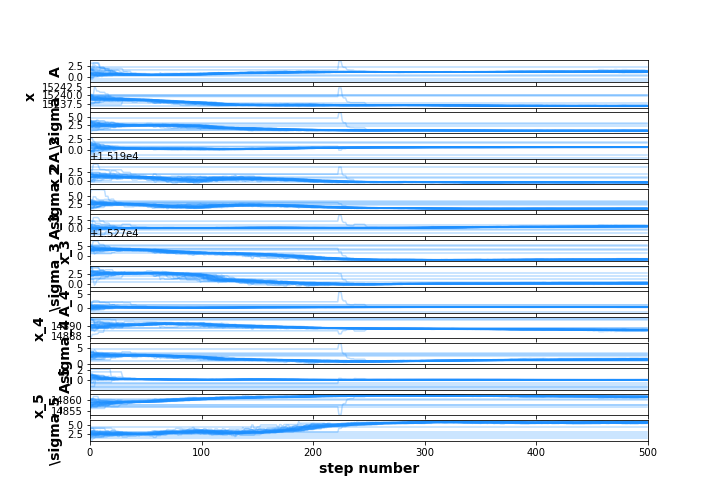 A
2.5
0.0
x
15242.5
15240.0
15237.5
\sigma
5.0
2.5
A_2
2.5
0.0
+1.519e4
x_2
2.5
0.0
\sigma_2
5.0
2.5
A_3
2.5
0.0
+1.527e4
x_3
5
0
\sigma_3
2.5
0.0
A_4
5
0
x_4
14890
14888
\sigma_4
5
0
A_5
2
0
x_5
14860
14855
\sigma_5
5.0
2.5
0 100 200 300 400 500
step number